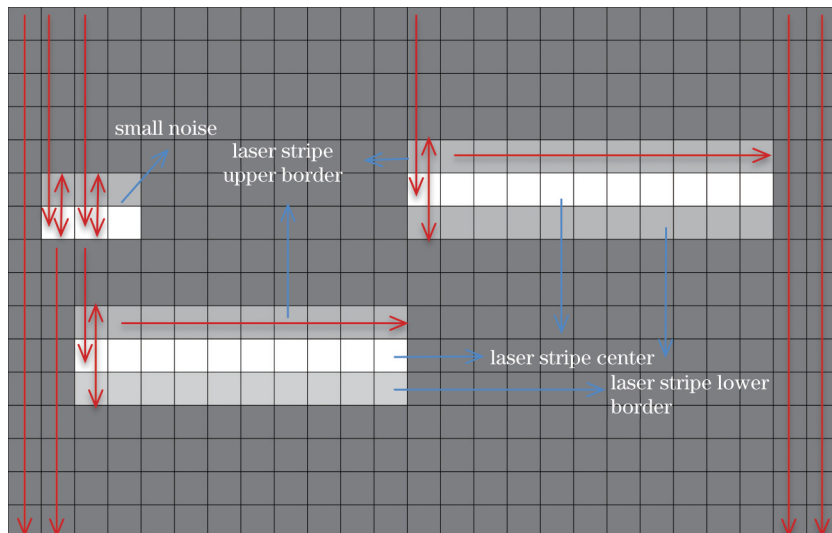 small noise
laser stripe
upper border
laser stripe center
laser stripe lower
border